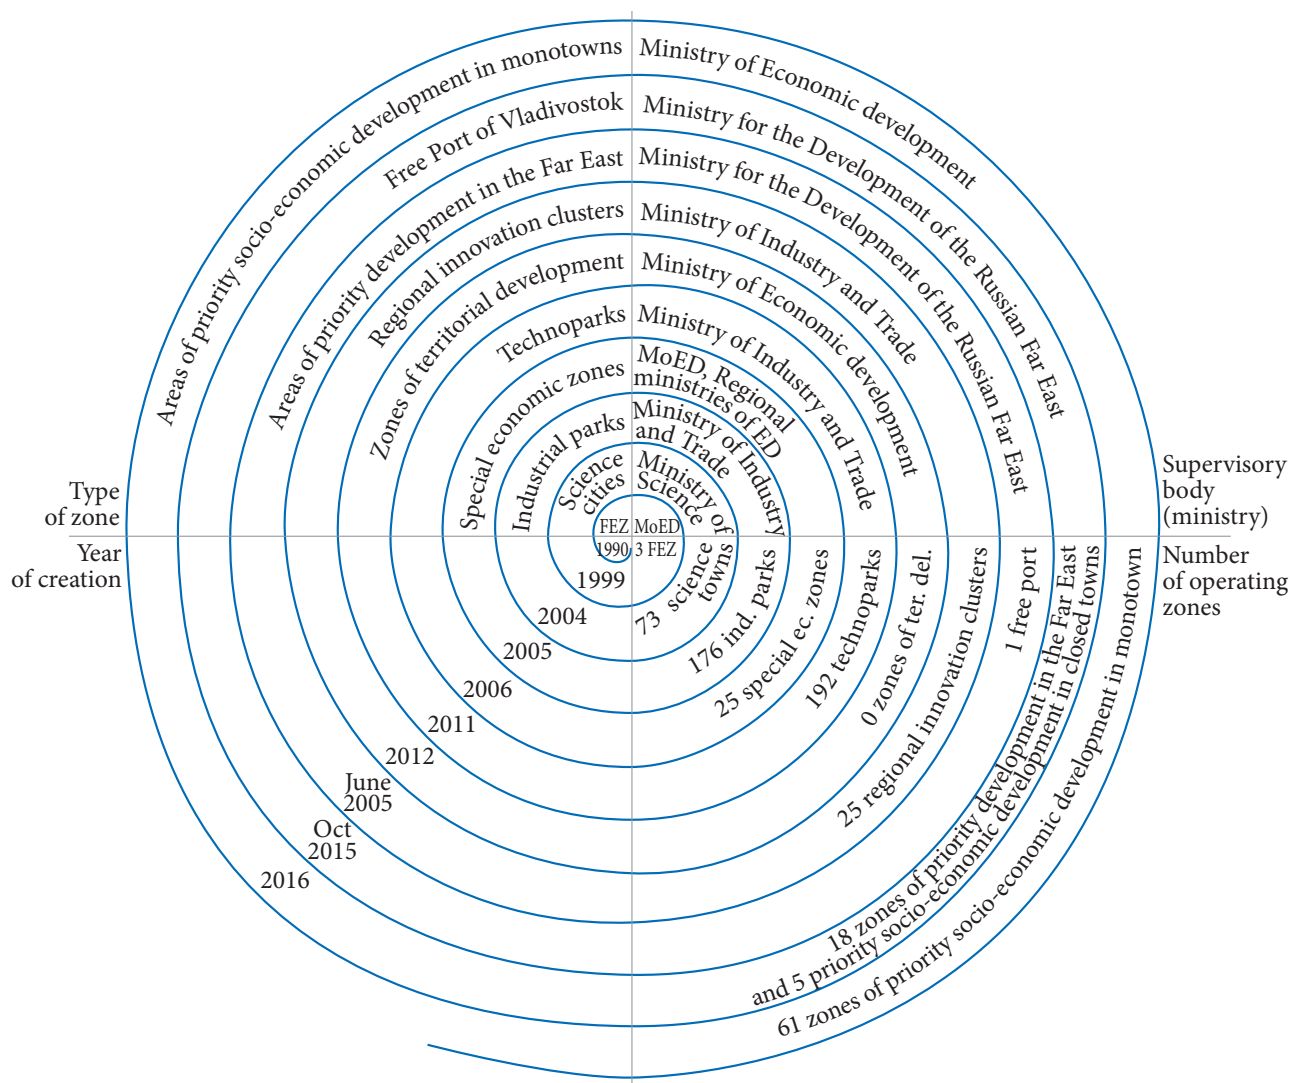 Areas of priority socio-economic development in monotowns
Free Port of Vladivostok
Areas of priority development in the Far East
Regional innovation clusters
Zones of territorial development
Technoparks
Special economic zones
Industrial parks
Science
cities
FEZ
Ministry of Economic development
Ministry for the Development of the Russian Far East
Ministry for the Development of the Russian Far East
Ministry of Industry and Trade
Ministry of Economic development
Ministry of Industry and Trade
MoED, Regional
ministries of ED
Ministry of Industry
and Trade
Ministry of
Science
MoED
Type
of zone
Supervisory
body
(ministry)
Year
of creation
Number
of operating
zones
1990
1999
2004
2005
2006
2011
2012
June
2005
Oct
2015
2016
3 FEZ
73 science
towns
176 ind. parks
25 special ec. zones
192 technoparks
0 zones of ter. del.
25 regional innovation clusters
1 free port
18 zones of priority development in the Far East
and 5 priority socio-economic development in closed towns
61 zones of priority socio-economic development in monotown